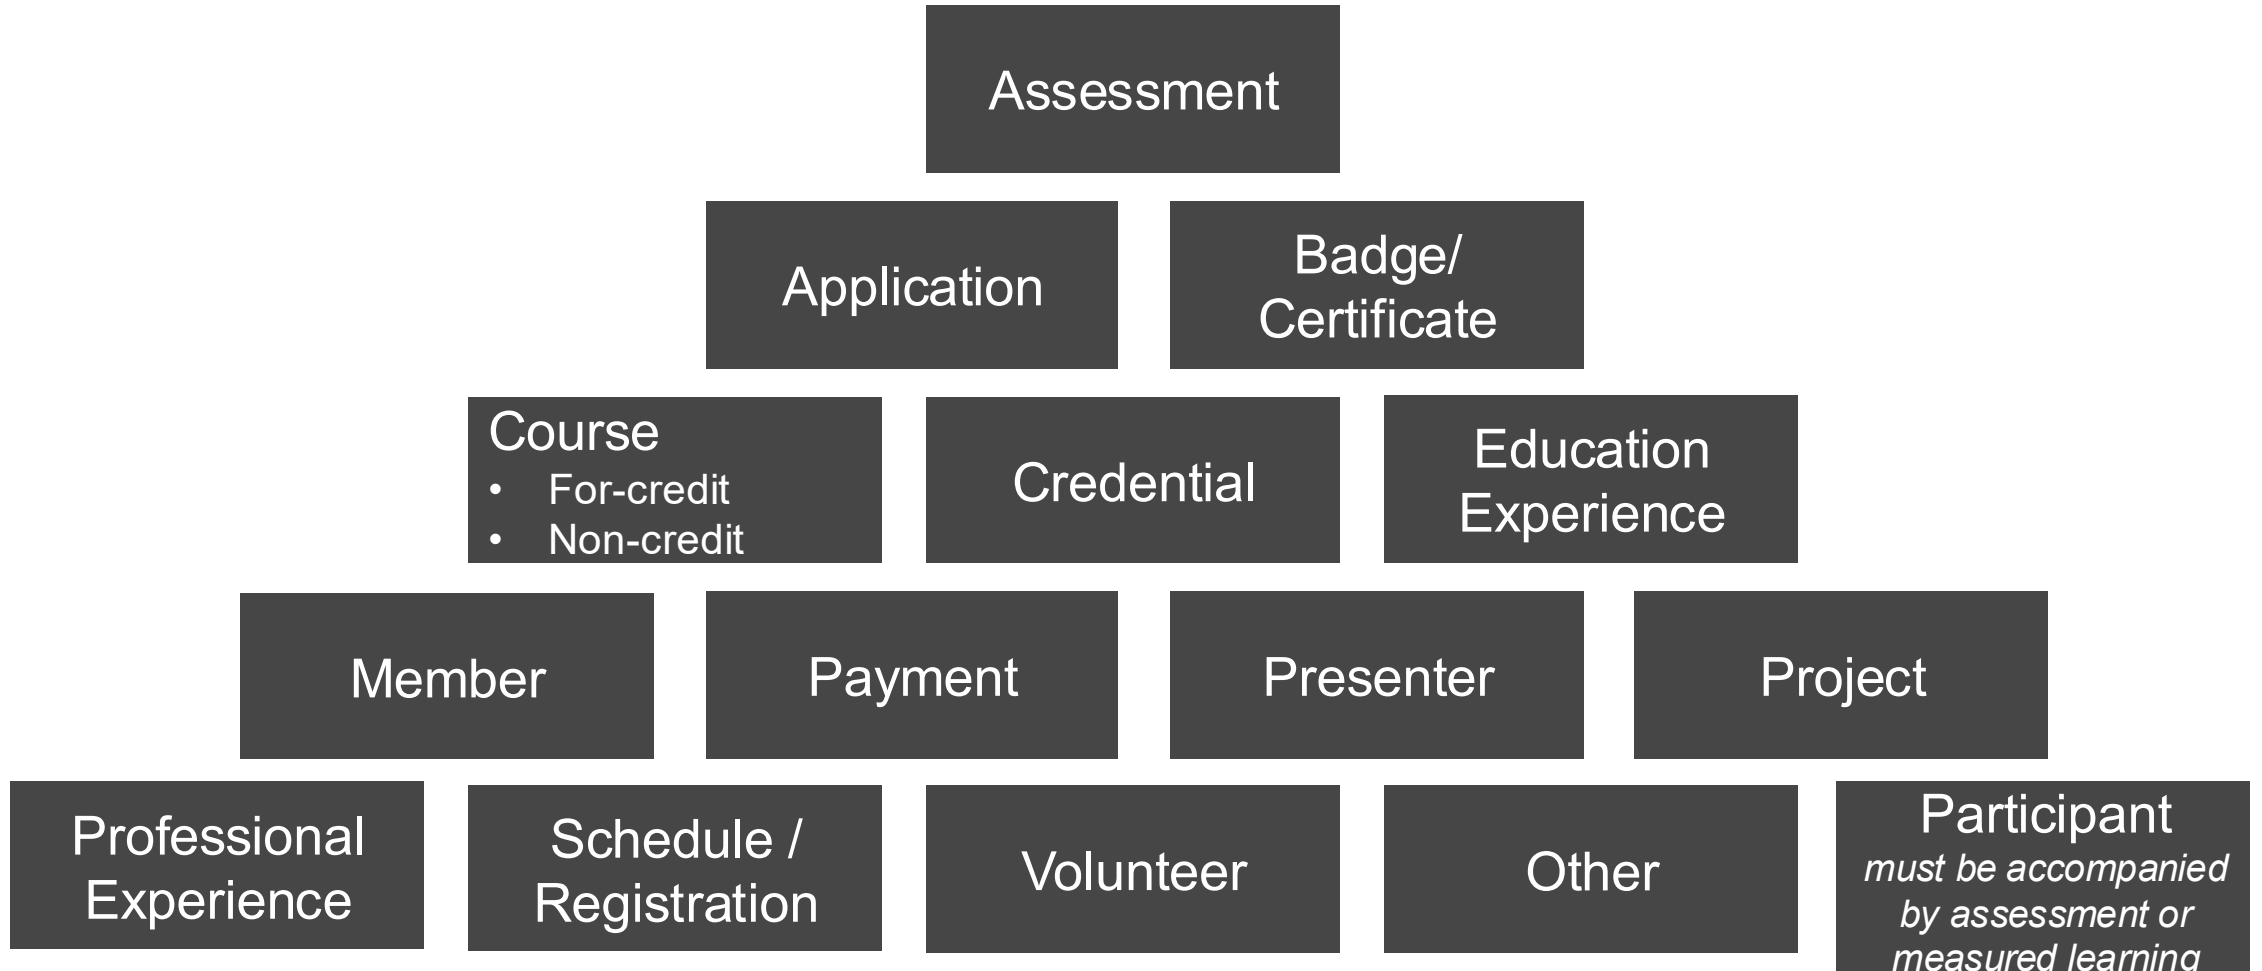 Assessment
Application
Badge/
Certificate
Course
• For-credit
• Non-credit
Credential
Education
Experience
Member
Payment
Presenter
Project
Professional
Experience
Schedule /
Registration
Volunteer
Other
Participant
must be accompanied
by assessment or
measured learning